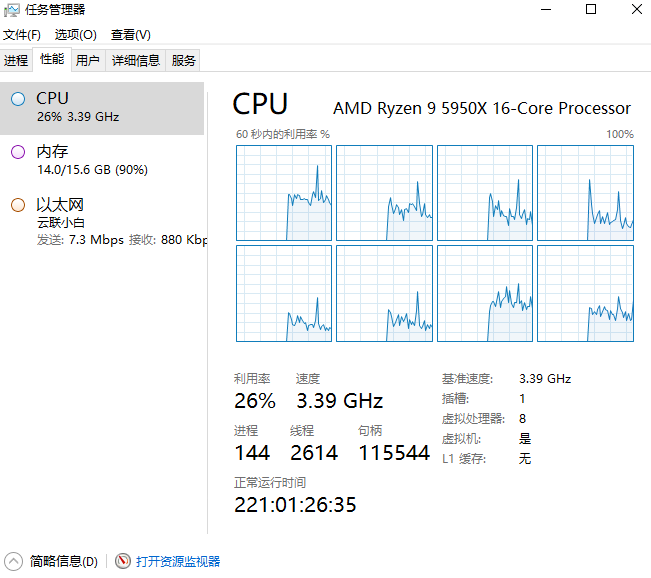 任务管理器
文件(F) 选项(O) 查看(V)
进程 性能 用户 详细信息 服务
CPU
26% 3.39 GHz
内存
14.0/15.6 GB (90%)
以太网
云联小白
发送: 7.3 Mbps 接收: 880 Kbp
CPU AMD Ryzen 9 5950X 16-Core Processor
60 秒内的利用率 % 100%
利用率 速度
26% 3.39 GHz
进程 线程 句柄
144 2614 115544
正常运行时间
221:01:26:35
基准速度: 3.39 GHz
插槽: 1
虚拟处理器: 8
虚拟机: 是
L1 缓存: 无
简略信息(D) 打开资源监视器